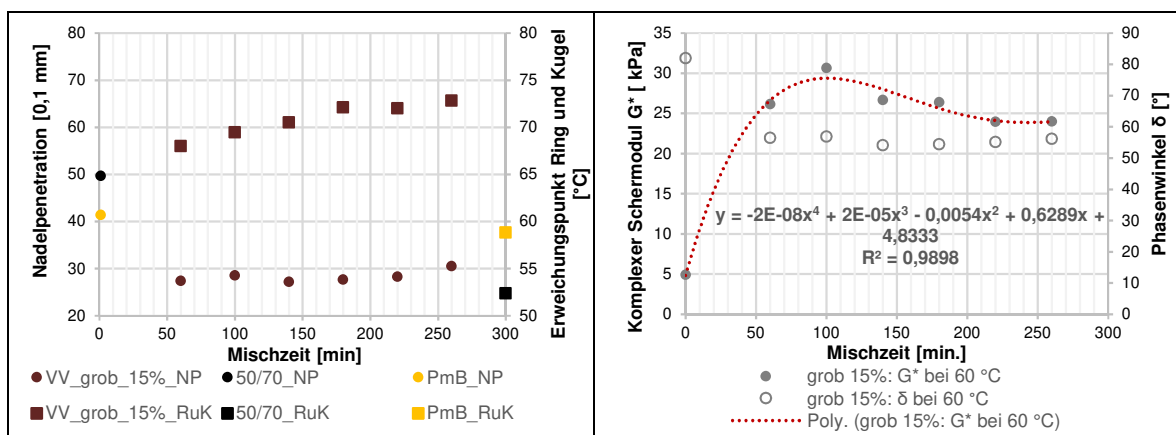 80
70
60
50
40
30
20
80
75
70
65
60
55
50
0
50
100
150
200
250
300
Nadelpenetration [0,1 mm]
Erweichungspunkt Ring und Kugel
[°C]
Mischzeit [min]
VV_grob_15%_NP
50/70_NP
PmB_NP
VV_grob_15%_RuK
50/70_RuK
PmB_RuK
35
30
25
20
15
10
5
0
90
80
70
60
50
40
30
20
10
0
0
50
100
150
200
250
300
Komplexer Schermodul G* [ kPa]
Phasenwinkel δ [°]
y = -2E-08x⁴ + 2E-05x³ - 0,0054x² + 0,6289x +
4,8333
R² = 0,9898
Mischzeit [min.]
grob 15%: G* bei 60 °C
grob 15%: δ bei 60 °C
Poly. (grob 15%: G* bei 60 °C)